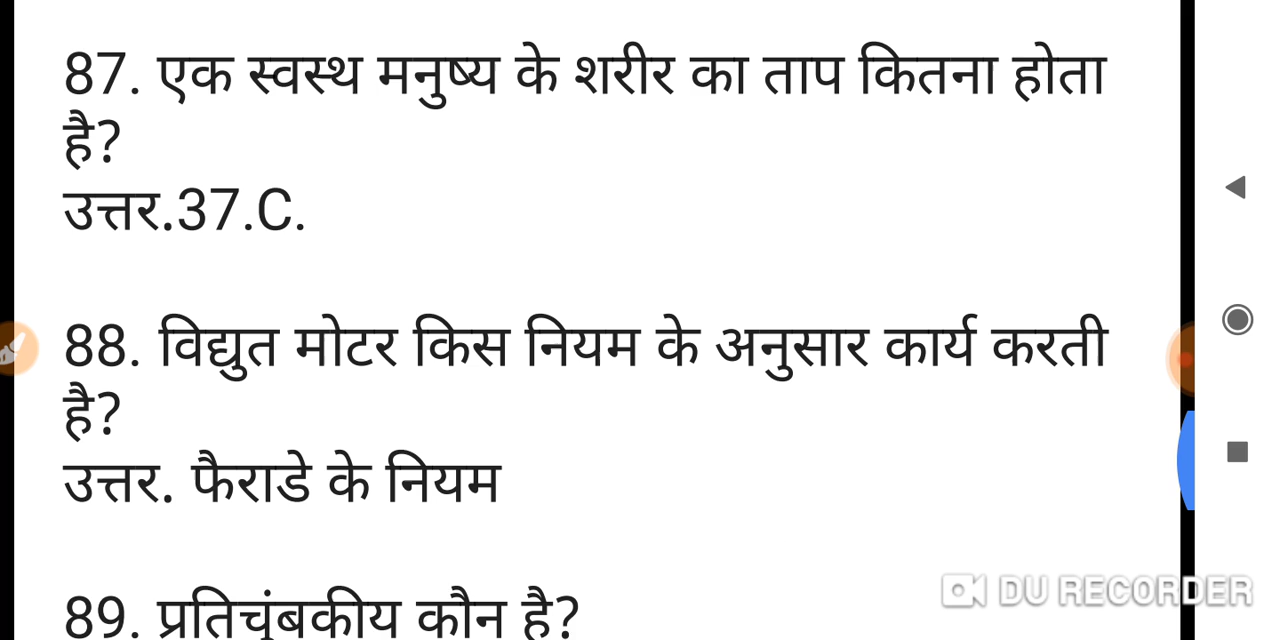 87. एक स्वस्थ मनुष्य के शरीर का ताप कितना होता
है?
उत्तर.37.C.
88. विद्युत मोटर किस नियम के अनुसार कार्य करती
है?
उत्तर. फैराडे के नियम
89. प्रतिचूंबकीय कौन है?
DU RECORDER